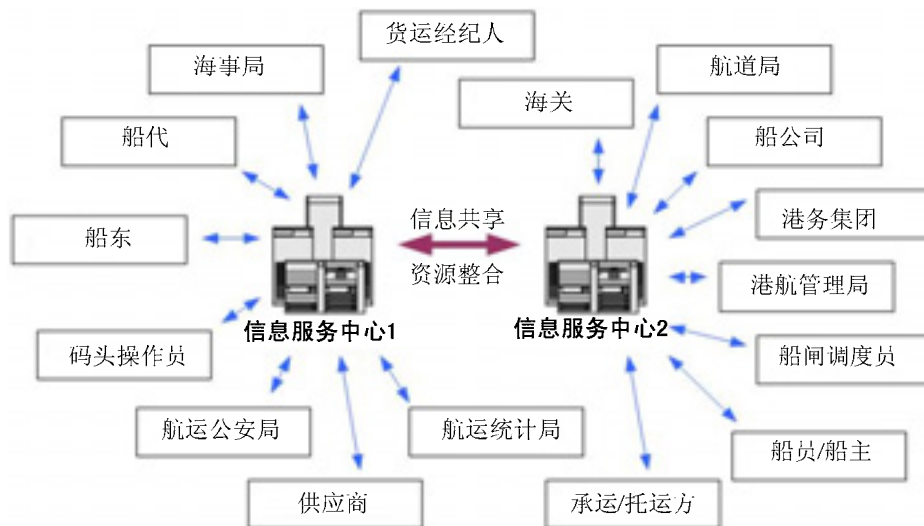 货运经纪人
海事局
航道局
海关
船代
船公司
信息共享
港务集团
船东
资源整合
港航管理局
信息服务中心1
信息服务中心2
码头操作员
船闸调度员
航运公安局
航运统计局
船员/船主
供应商
承运/托运方